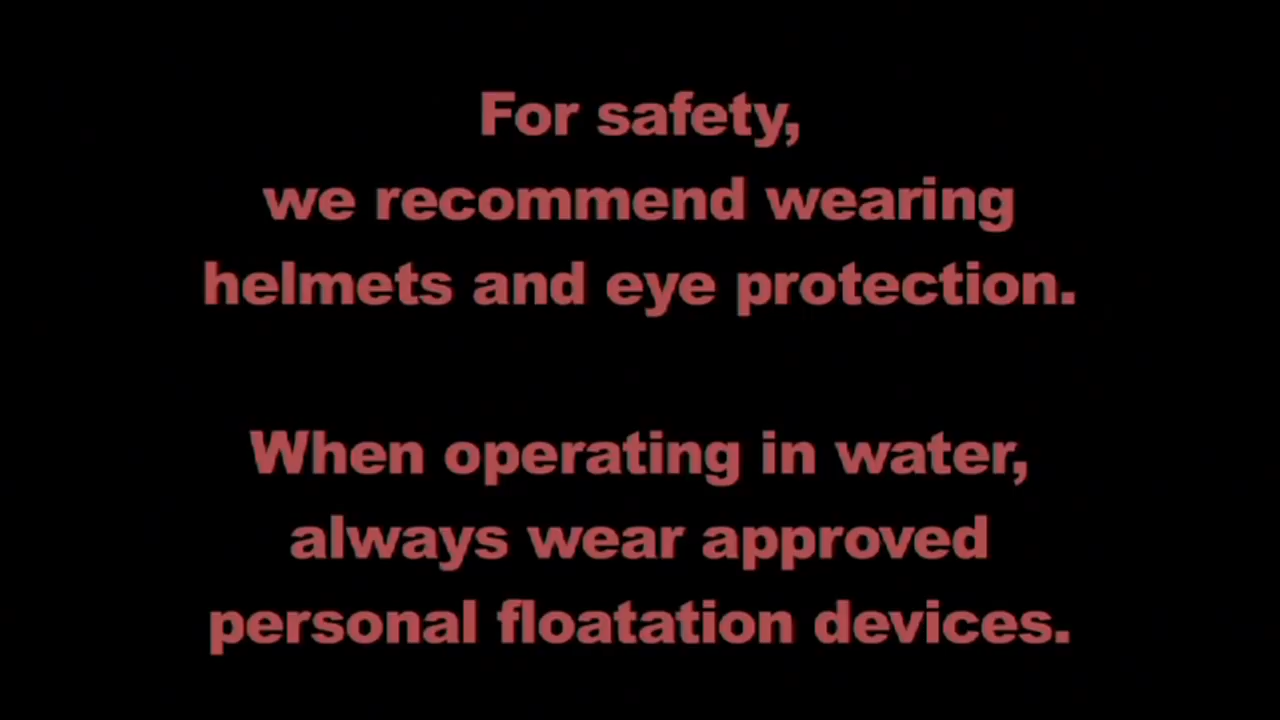 For safety,
we recommend wearing
helmets and eye protection.
When operating in water,
always wear approved
personal floatation devices.